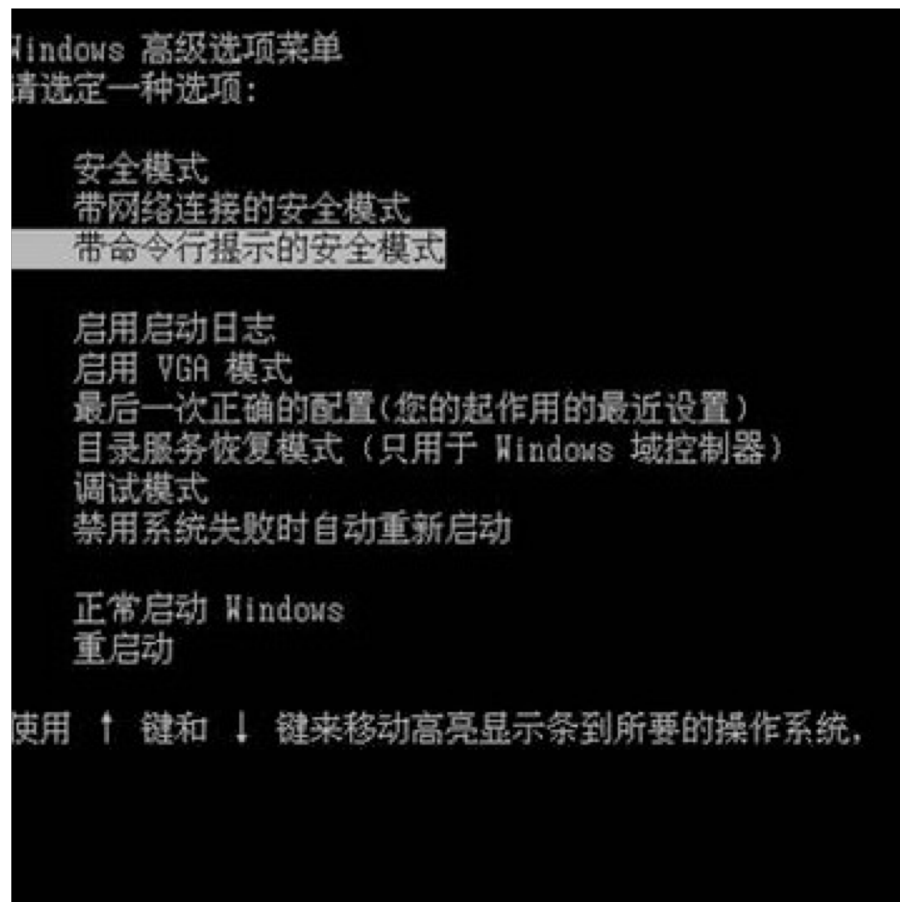 Windows 高级选项菜单
请选定一种选项:
安全模式
带网络连接的安全模式
带命令行提示的安全模式
启用启动日志
启用 VGA 模式
最后一次正确的配置(您的起作用的最近设置)
目录服务恢复模式 (只用于 Windows 域控制器)
调试模式
禁用系统失败时自动重新启动
正常启动 Windows
重启动
使用 ↑ 键和 ↓ 键来移动高亮显示条到所要的操作系统,